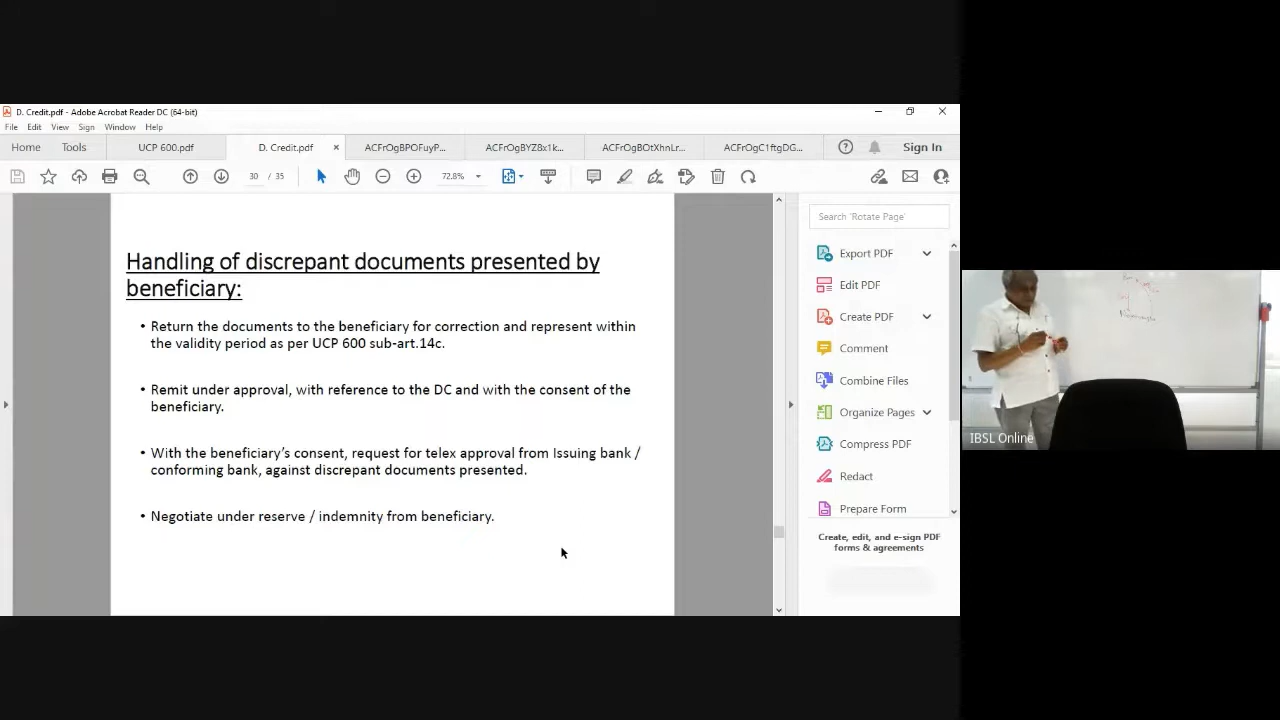 D. Credit.pdf - Adobe Acrobat Reader DC (64-bit)
File Edit View Sign Window Help
Home Tools UCP 600.pdf D. Credit.pdf × ACFrOgBPOFuyP... ACFrOgBYZ8x1k... ACFrOgBOtXhnLr... ACFrOgC1ftgDG... Sign In
30 / 35 72.8%
Search 'Rotate Page'
Export PDF
Edit PDF
Create PDF
Comment
Combine Files
Organize Pages
Compress PDF
Redact
Prepare Form
Create, edit, and e-sign PDF
forms & agreements
Handling of discrepant documents presented by
beneficiary:
• Return the documents to the beneficiary for correction and represent within
the validity period as per UCP 600 sub-art.14c.
• Remit under approval, with reference to the DC and with the consent of the
beneficiary.
• With the beneficiary’s consent, request for telex approval from Issuing bank /
conforming bank, against discrepant documents presented.
• Negotiate under reserve / indemnity from beneficiary.
IBSL Online